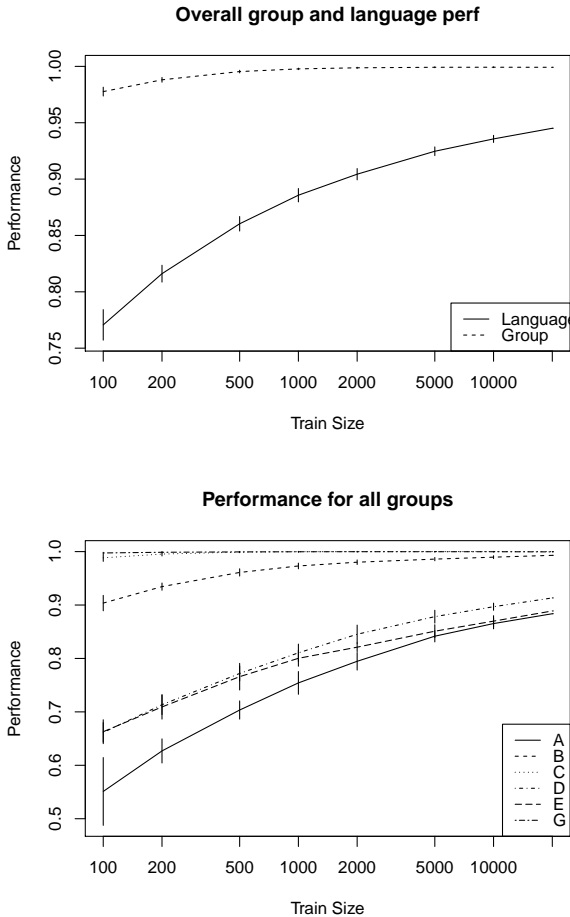 Overall group and language perf
Performance
1.00
0.95
0.90
0.85
0.80
0.75
Language
Group
100 200 500 1000 2000 5000 10000
Train Size
Performance for all groups
Performance
1.0
0.9
0.8
0.7
0.6
0.5
A
B
C
D
E
G
100 200 500 1000 2000 5000 10000
Train Size